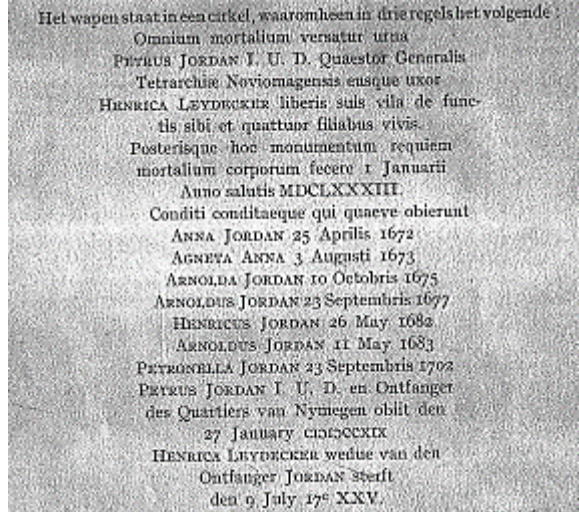 Het wapen staat in een cirkel, waaromheen in drie regels het volgende:
Omnium mortalium versatur urna
PETRUS JORDAN I. U. D. Quaestor Generalis
Tetrarchiæ Noviomagensis eusque uxor
HENRICA LEYDECKER liberis suis vila de func-
tis sibi et quattuor filiabus vivis.
Posterisque hoc monumentum requiem
mortalium corporum fecere 1 Januarii
Anno salutis MDCLXXXIII.
Conditi conditaeque qui quaeve obierunt
ANNA JORDAN 25 Aprilis 1672
AGNETA ANNA 3 Augusti 1673
ARNOLDA JORDAN 10 Octobris 1675
ARNOLDUS JORDAN 23 Septembris 1677
HENRICUS JORDAN 26 May 1682
ARNOLDUS JORDAN 11 May 1683
PETRONELLA JORDAN 23 Septembris 1702
PETRUS JORDAN I. U. D. en Ontfanger
des Quartiers van Nymegen obiit den
27 January CIƆIƆCCXIX
HENRICA LEYDECKER wedue van den
Ontfanger JORDAN sterft
den 9 July 17ᶜ XXV.